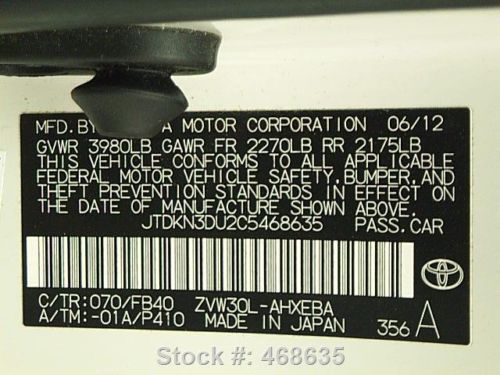 MFD. BY A MOTOR CORPORATION 06/12
GVWR 3980LB GAWR FR 2270LB RR 2175LB
THIS VEHICLE CONFORMS TO ALL APPLICABLE
FEDERAL MOTOR VEHICLE SAFETY, BUMPER, AND
THEFT PREVENTION STANDARDS IN EFFECT ON
THE DATE OF MANUFACTURE SHOWN ABOVE.
JTDKN3DU2C5468635 PASS.CAR
C/TR:070/FB40 ZVW30L-AHXEBA
A/TM:-01A/P410 MADE IN JAPAN 356 A
TOYOTA
Stock #: 468635